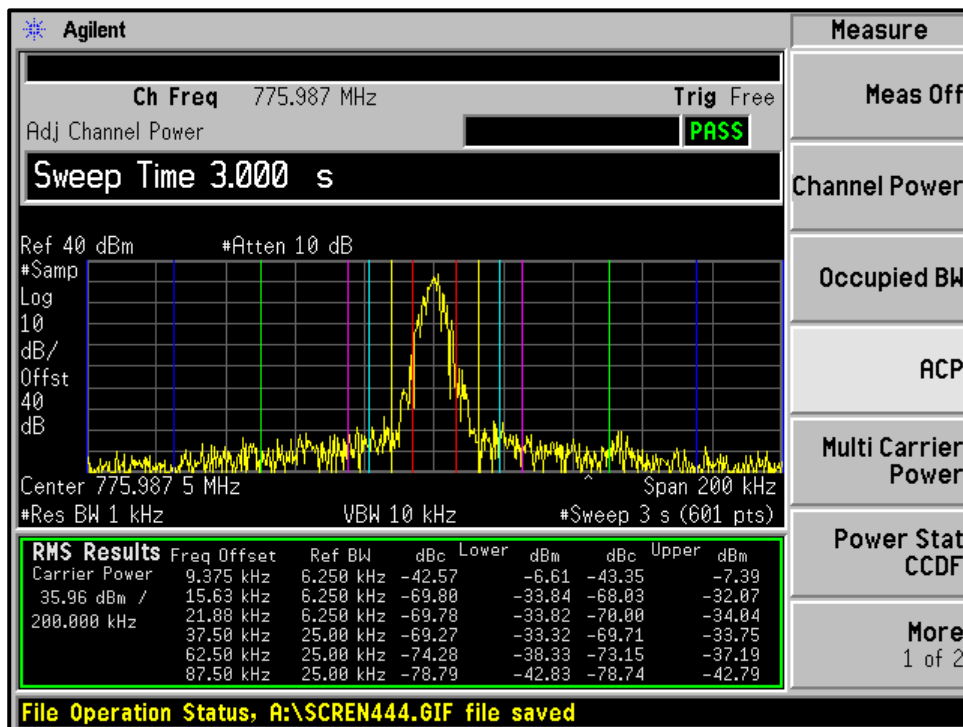 Agilent
Measure
Ch Freq 775.987 MHz Trig Free
Meas Off
Adj Channel Power PASS
Sweep Time 3.000 s
Channel Power
Ref 40 dBm #Atten 10 dB
#Samp
Log
10
dB/
Offst
40
dB
Occupied BW
ACP
Multi Carrier
Power
Center 775.987 5 MHz Span 200 kHz
#Res BW 1 kHz VBW 10 kHz #Sweep 3 s (601 pts)
RMS Results Freq Offset Ref BW dBc Lower dBm dBc Upper dBm
Carrier Power 9.375 kHz 6.250 kHz -42.57 -6.61 -43.35 -7.39
35.96 dBm / 15.63 kHz 6.250 kHz -69.80 -33.84 -68.03 -32.07
200.000 kHz 21.88 kHz 6.250 kHz -69.78 -33.82 -70.00 -34.04
37.50 kHz 25.00 kHz -69.27 -33.32 -69.71 -33.75
62.50 kHz 25.00 kHz -74.28 -38.33 -73.15 -37.19
87.50 kHz 25.00 kHz -78.79 -42.83 -78.74 -42.79
Power Stat
CCDF
More
1 of 2
File Operation Status, A:\SCREN444.GIF file saved